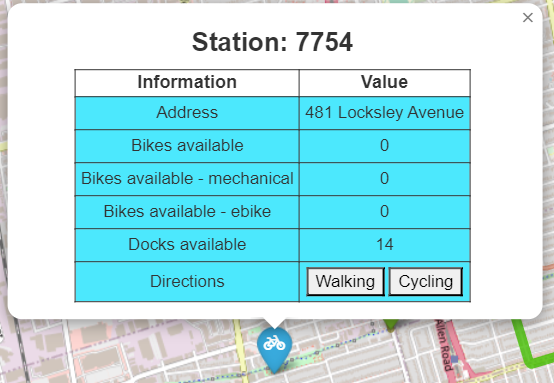 ×
Station: 7754
Information Value
Address 481 Locksley Avenue
Bikes available 0
Bikes available - mechanical 0
Bikes available - ebike 0
Docks available 14
Directions Walking Cycling
Allen Road